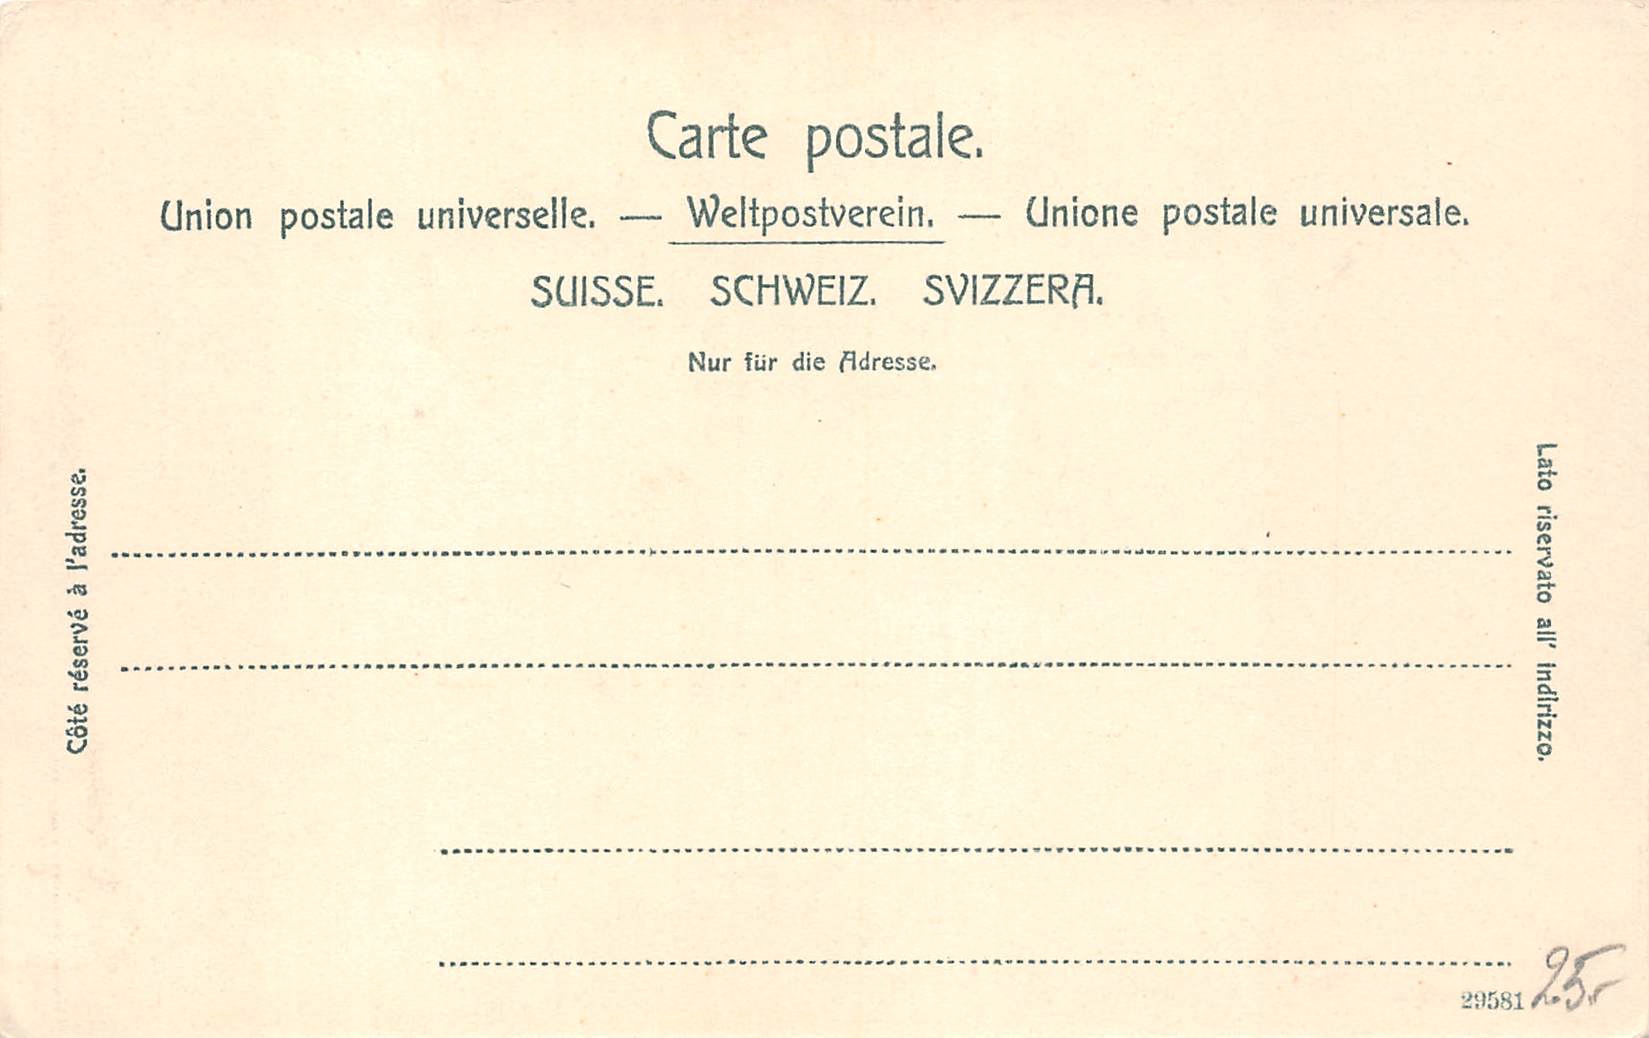 Carte postale.
Union postale universelle. — Weltpostverein. — Unione postale universale.
SUISSE. SCHWEIZ. SVIZZERA.
Nur für die Adresse.
Côté réservé à l'adresse.
Lato riservato all' indirizzo.
29581
25